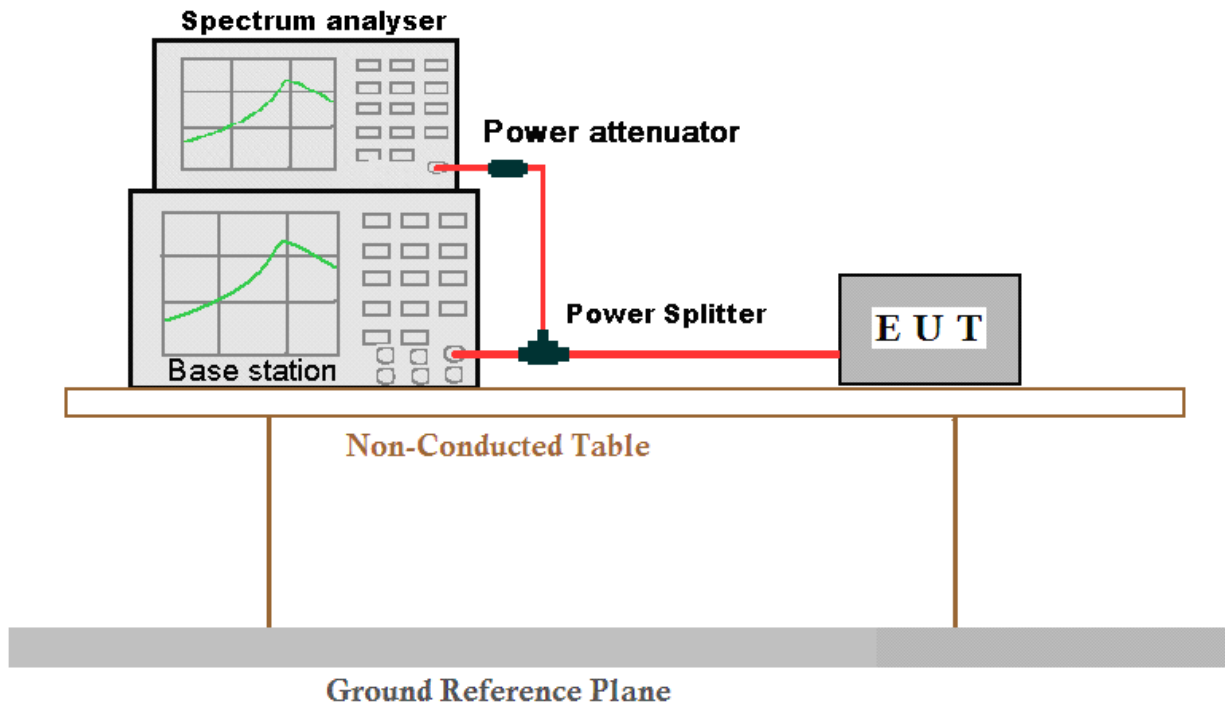 Spectrum analyser
Power attenuator
Power Splitter
E U T
Base station
Non-Conducted Table
Ground Reference Plane